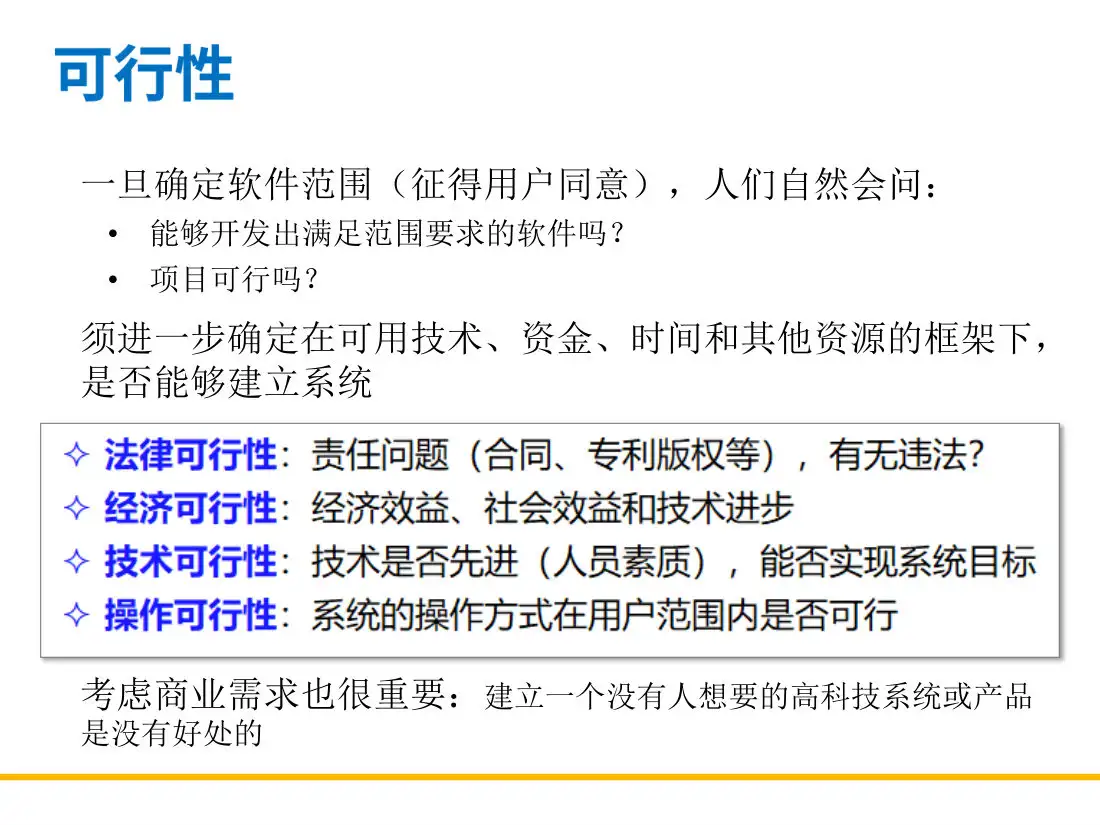 可行性
一旦确定软件范围（征得用户同意），人们自然会问：
• 能够开发出满足范围要求的软件吗？
• 项目可行吗？
须进一步确定在可用技术、资金、时间和其他资源的框架下，
是否能够建立系统
✧ 法律可行性：责任问题（合同、专利版权等），有无违法？
✧ 经济可行性：经济效益、社会效益和技术进步
✧ 技术可行性：技术是否先进（人员素质），能否实现系统目标
✧ 操作可行性：系统的操作方式在用户范围内是否可行
考虑商业需求也很重要：建立一个没有人想要的高科技系统或产品
是没有好处的